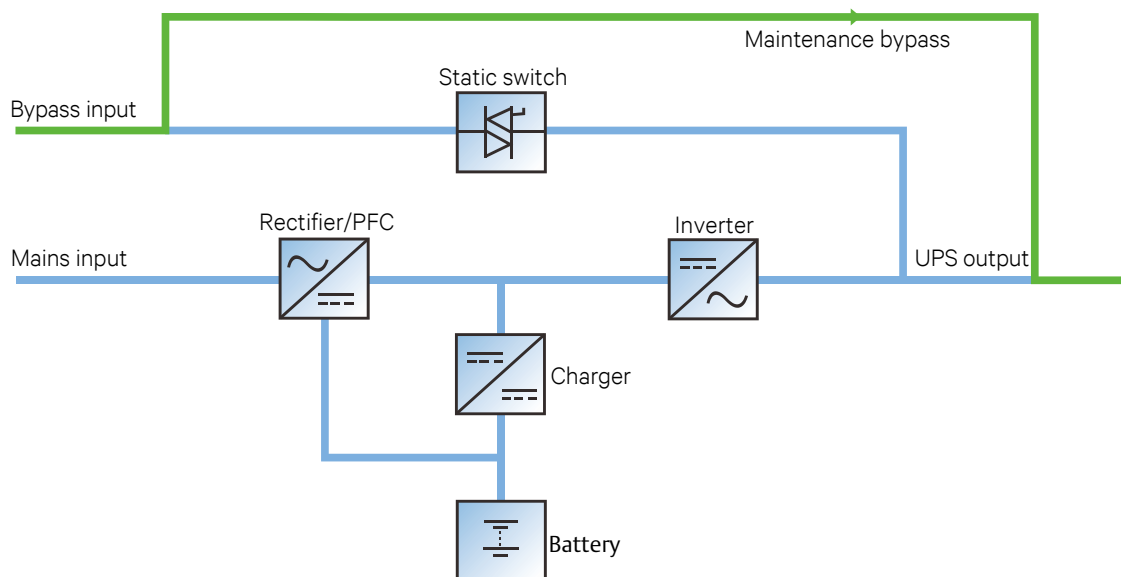 Maintenance bypass
Static switch
Bypass input
Rectifier/PFC
Inverter
Mains input
UPS output
Charger
Battery